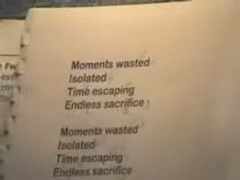 Moments wasted
Isolated
Time escaping
Endless sacrifice
Moments wasted
Isolated
Time escaping
Endless sacrifice